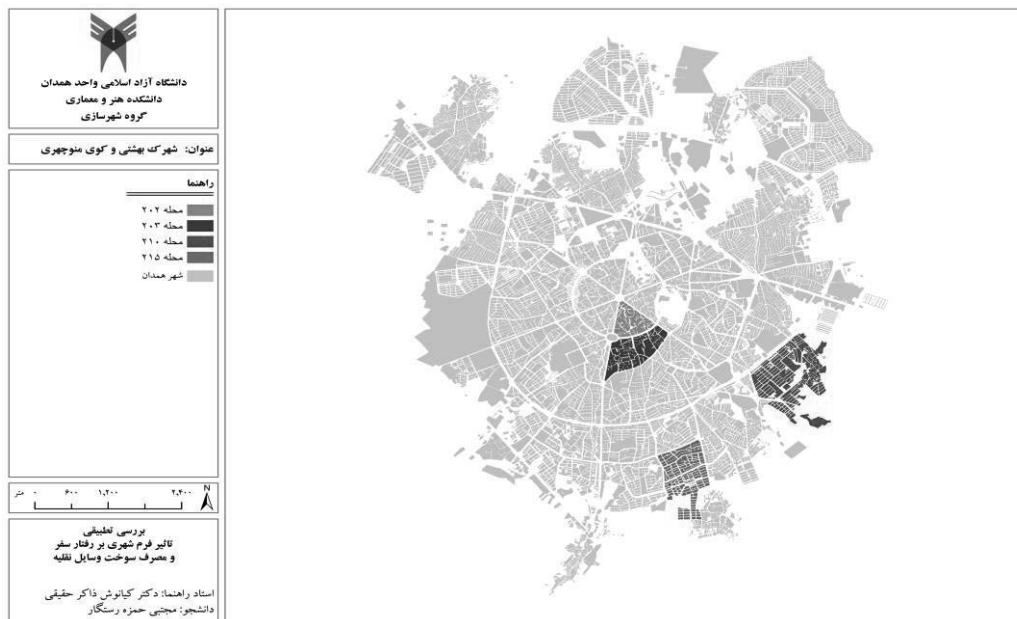 دانشگاه آزاد اسلامی واحد همدان
دانشکده هنر و معماری
گروه شهرسازی
عنوان: شهرک بهشتی و کوی منوچهری
راهنما
محله ۲۰۲
محله ۲۰۳
محله ۲۱۰
محله ۲۱۵
شهر همدان
N
متر ۰ ۶۰۰ ۱,۲۰۰ ۲,۴۰۰
بررسی تطبیقی
تاثیر فرم شهری بر رفتار سفر
و مصرف سوخت وسایل نقلیه
استاد راهنما: دکتر کیانوش ذاکر حقیقی
دانشجو: مجتبی حمزه رستگار